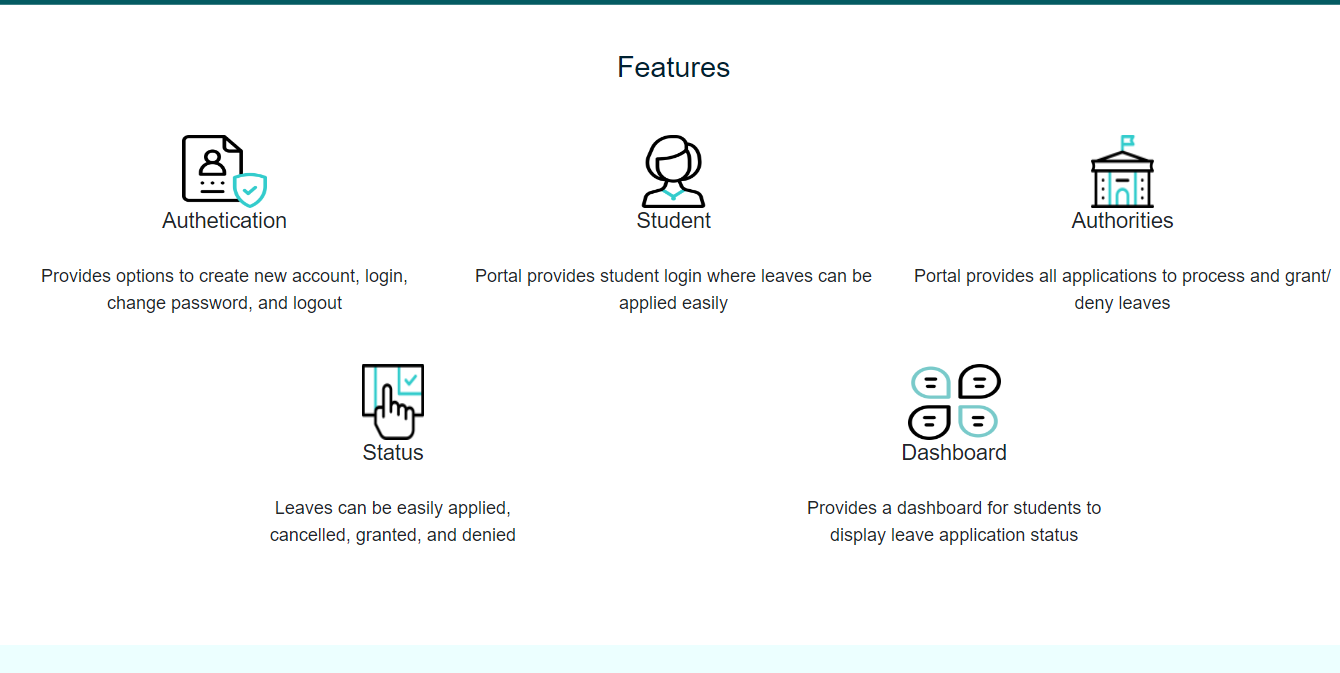 Features
Authetication
Student
Authorities
Provides options to create new account, login,
change password, and logout
Portal provides student login where leaves can be
applied easily
Portal provides all applications to process and grant/
deny leaves
Status
Dashboard
Leaves can be easily applied,
cancelled, granted, and denied
Provides a dashboard for students to
display leave application status